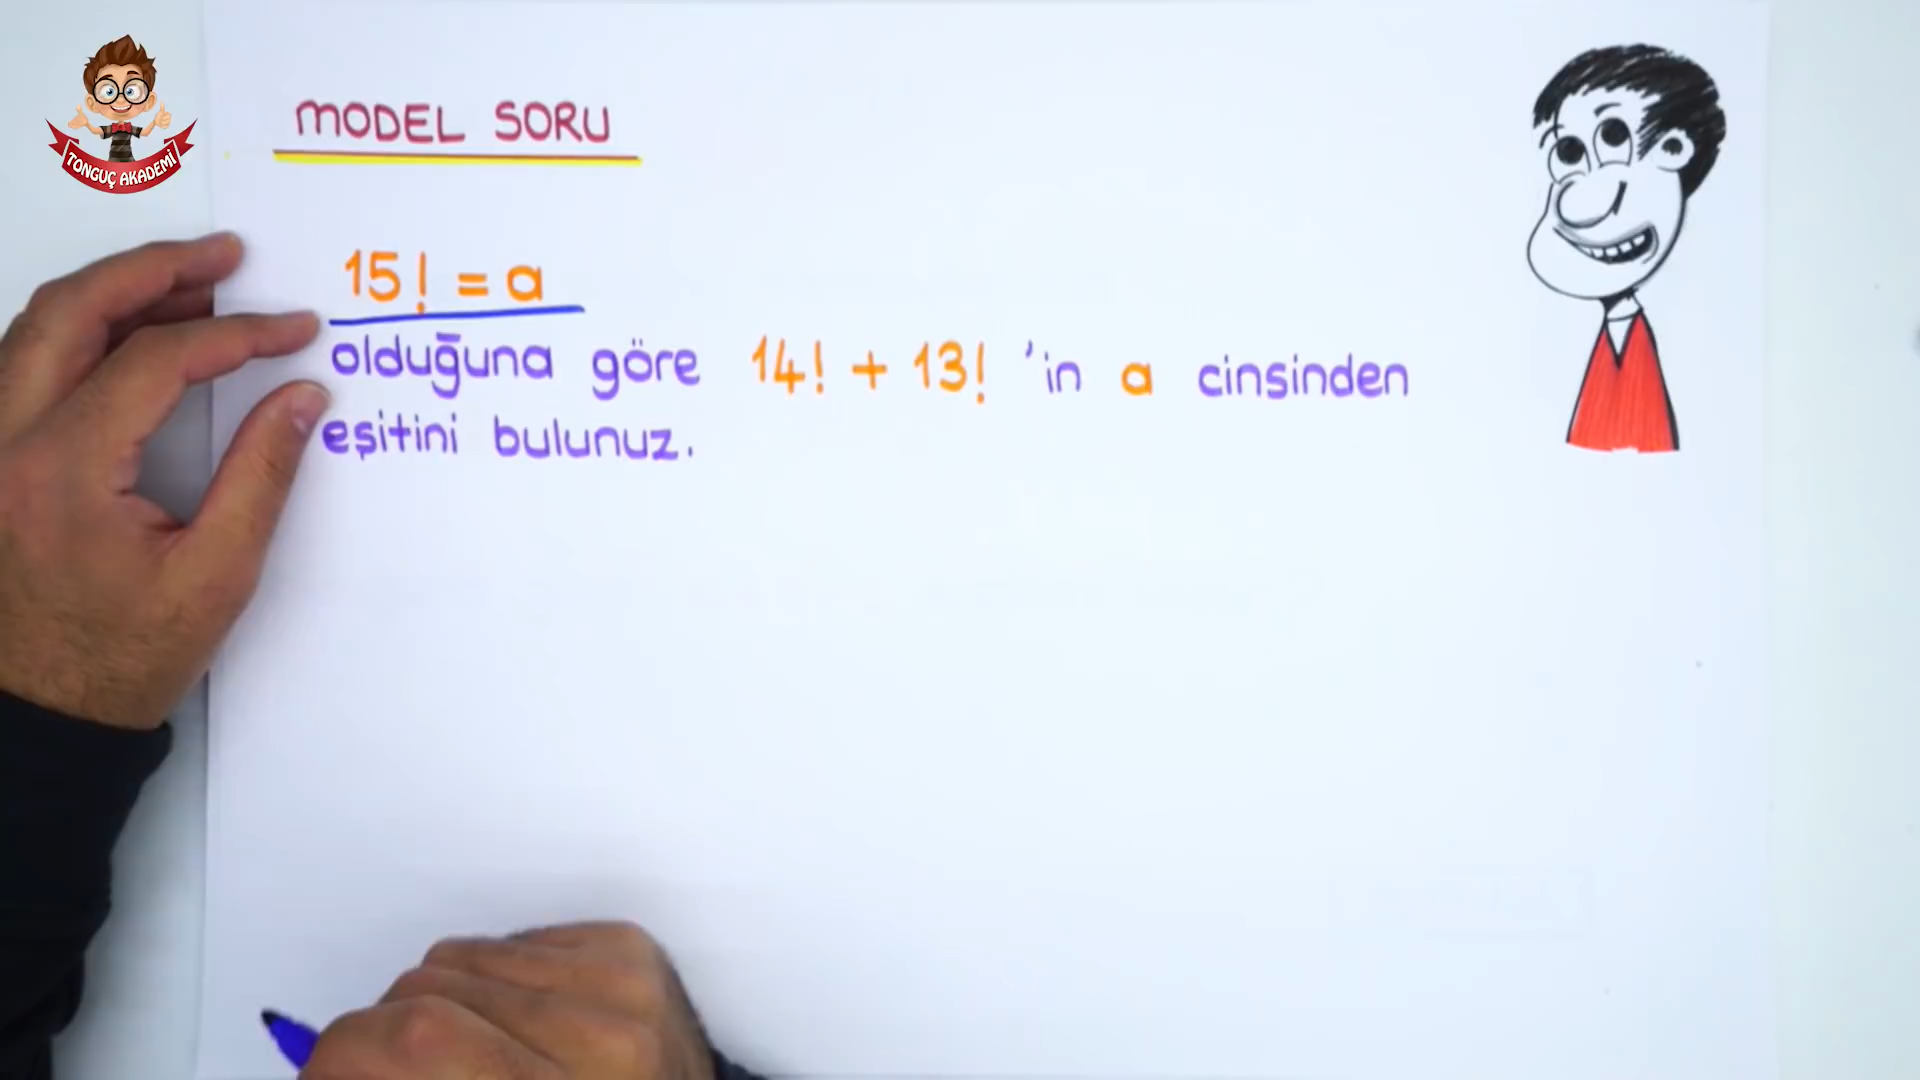 TONGUÇ AKADEMİ
MODEL SORU
15! = a
olduğuna göre 14! + 13! 'in a cinsinden
eşitini bulunuz.